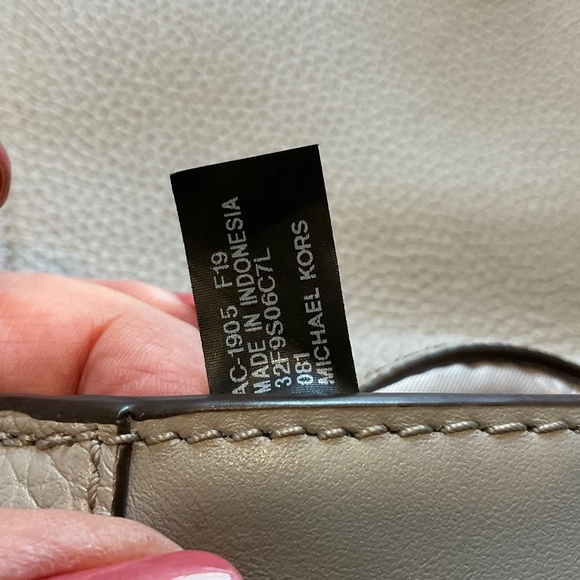 AC-1905 F19
MADE IN INDONESIA
32F9S06C7L
081
MICHAEL KORS